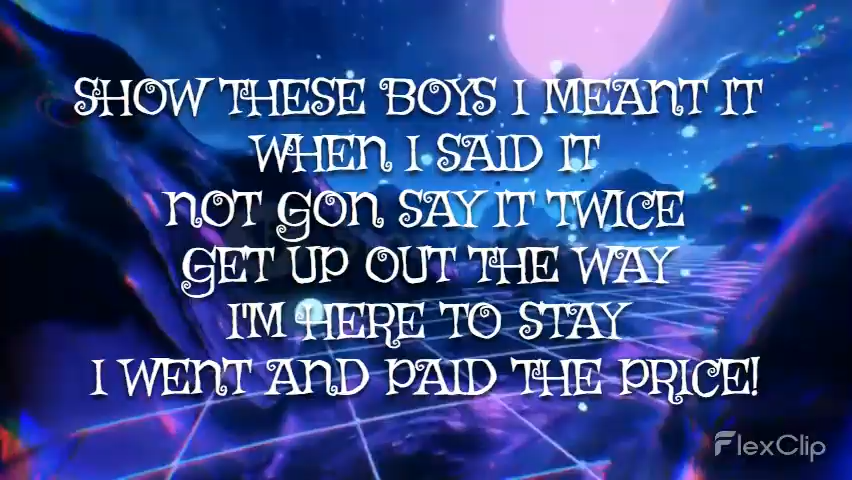 SHOW THESE BOYS I MEANT IT
WHEN I SAID IT
NOT GON SAY IT TWICE
GET UP OUT THE WAY
I'M HERE TO STAY
I WENT AND PAID THE PRICE!
FlexClip